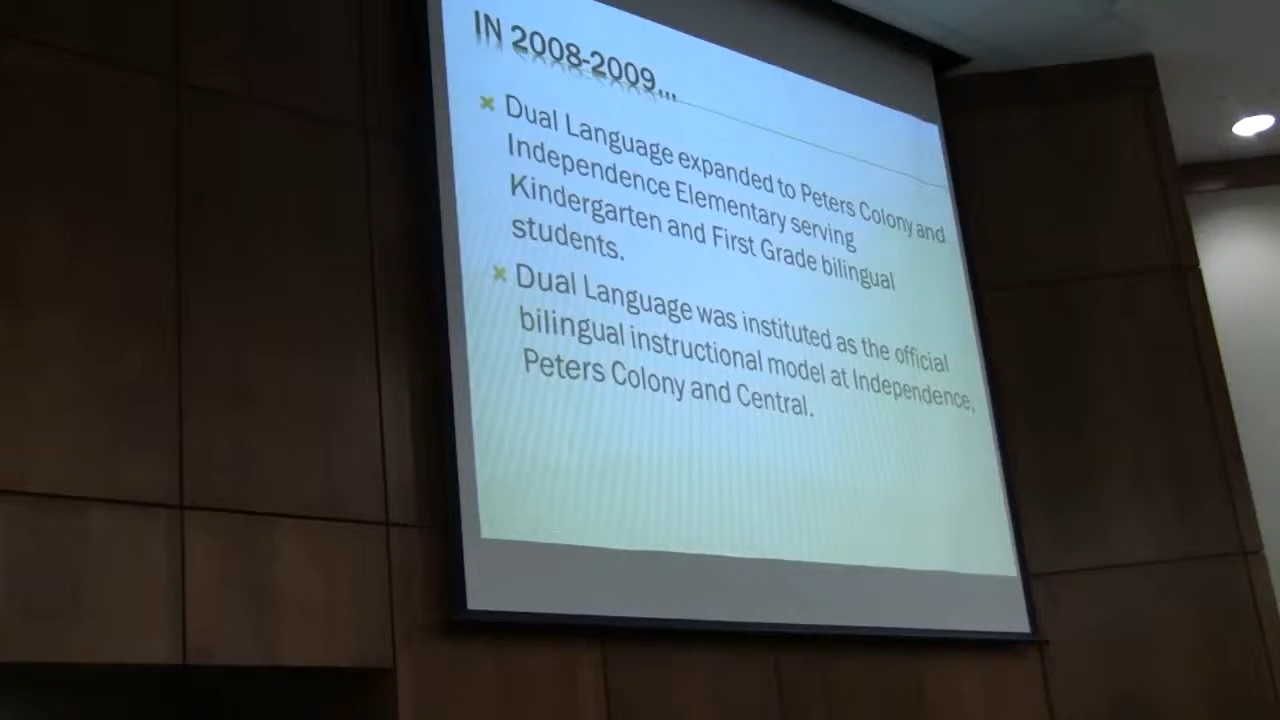 IN 2008-2009...
Dual Language expanded to Peters Colony and
Independence Elementary serving
Kindergarten and First Grade bilingual
students.
Dual Language was instituted as the official
bilingual instructional model at Independence,
Peters Colony and Central.